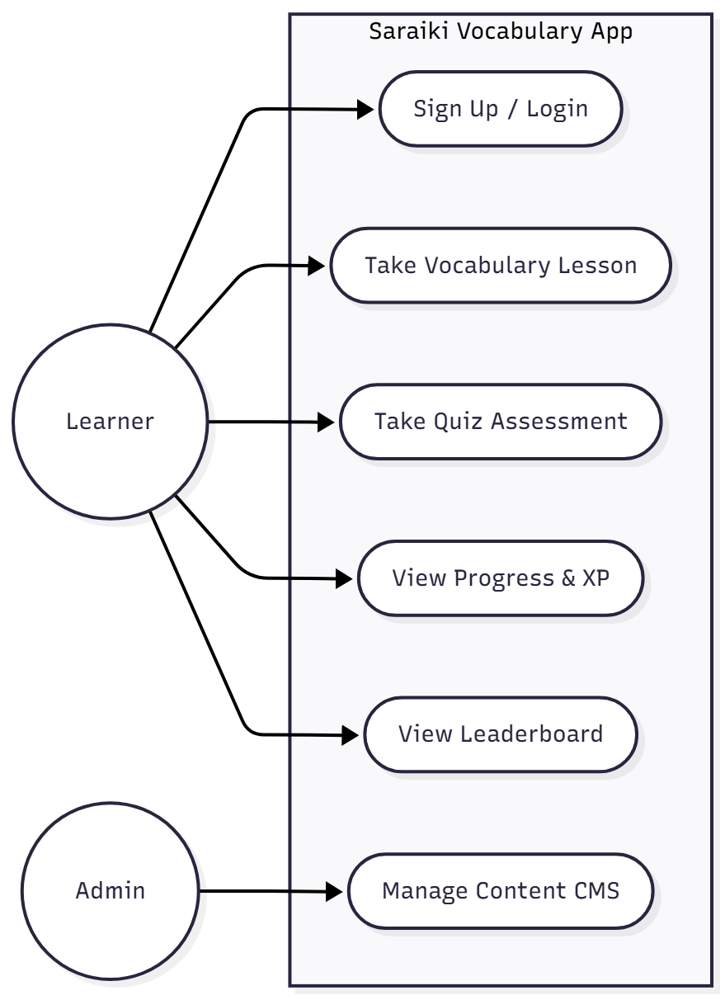 Saraiki Vocabulary App
Sign Up / Login
Take Vocabulary Lesson
Learner
Take Quiz Assessment
View Progress & XP
View Leaderboard
Admin
Manage Content CMS